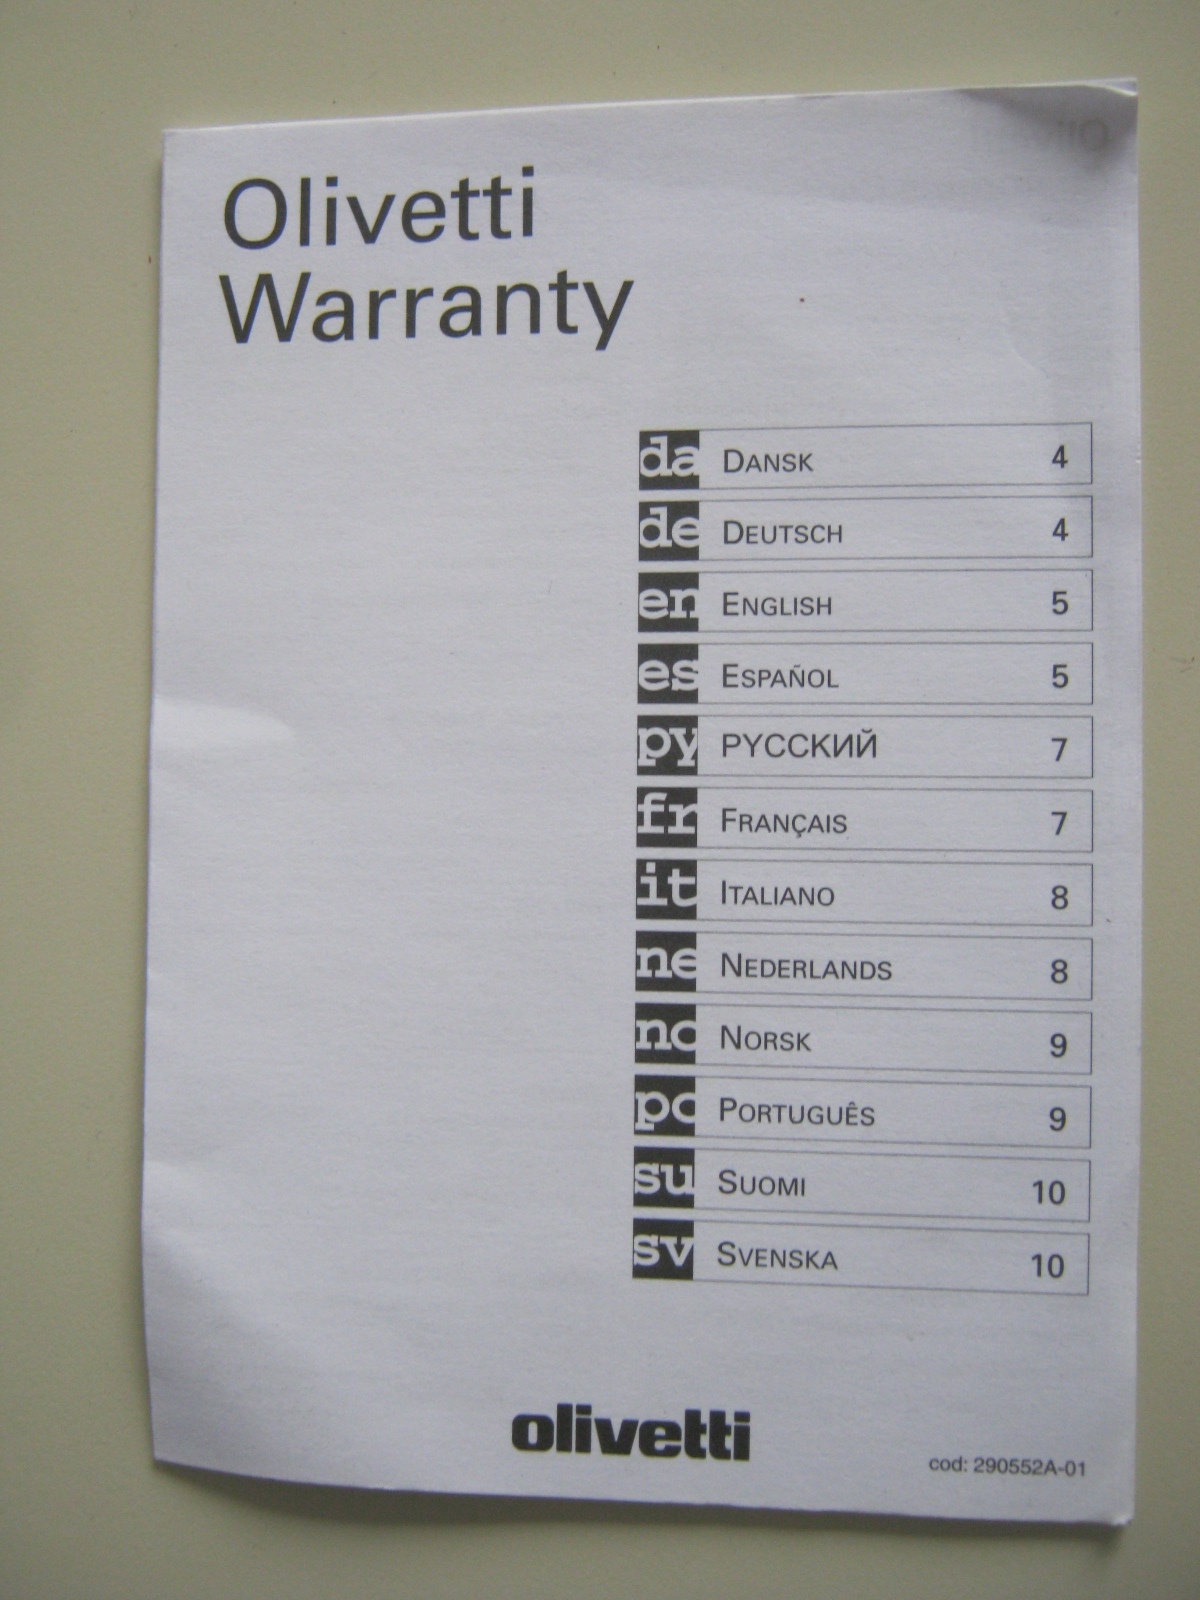 Olivetti
Warranty
da DANSK 4
de DEUTSCH 4
en ENGLISH 5
es ESPAÑOL 5
ру РУССКИЙ 7
fr FRANÇAIS 7
it ITALIANO 8
ne NEDERLANDS 8
no NORSK 9
po PORTUGUÊS 9
su SUOMI 10
sv SVENSKA 10
olivetti
cod: 290552A-01